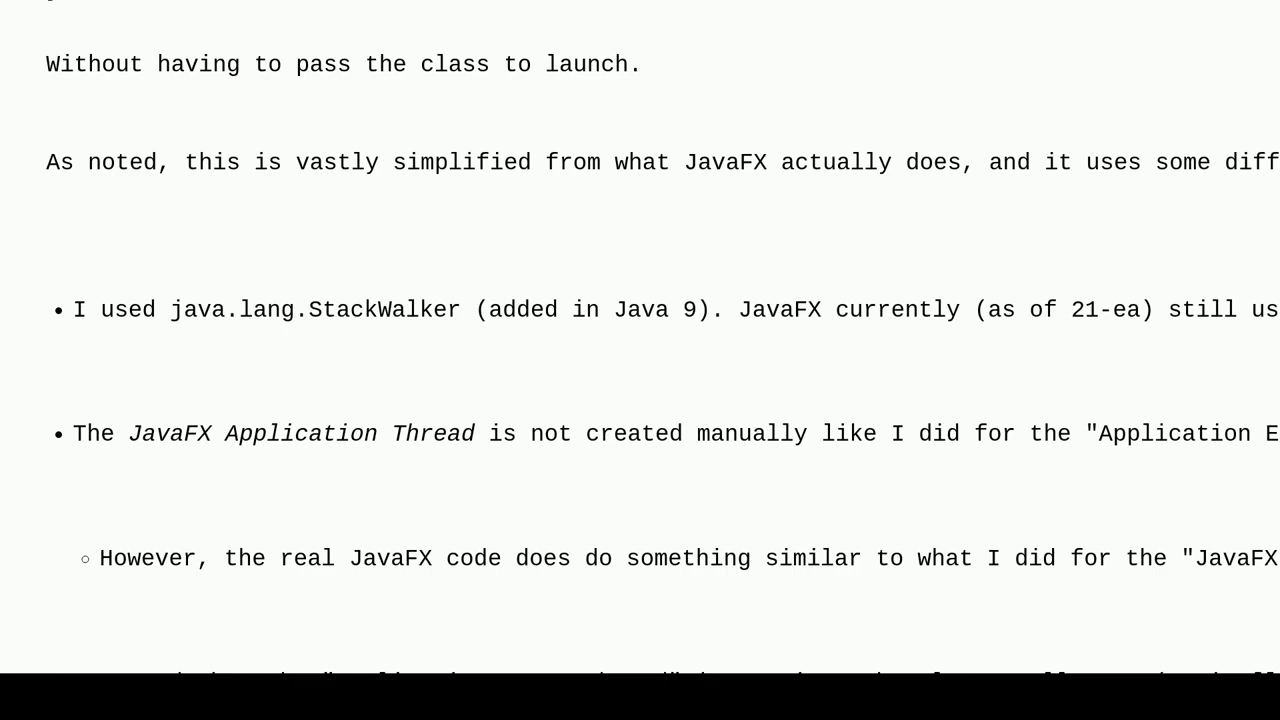 Without having to pass the class to launch.
As noted, this is vastly simplified from what JavaFX actually does, and it uses some diff
• I used java.lang.StackWalker (added in Java 9). JavaFX currently (as of 21-ea) still us
• The JavaFX Application Thread is not created manually like I did for the "Application E
○ However, the real JavaFX code does do something similar to what I did for the "JavaFX